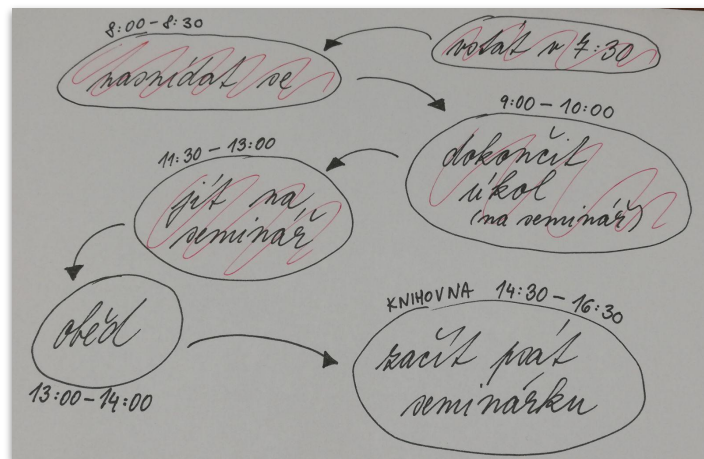 vstát v 7:30
8:00-8:30
nasnídat se
9:00-10:00
dokončit
úkol
(na seminář)
11:30-13:00
jít na
seminář
oběd
13:00-14:00
KNIHOVNA 14:30-16:30
začít psát
seminárku